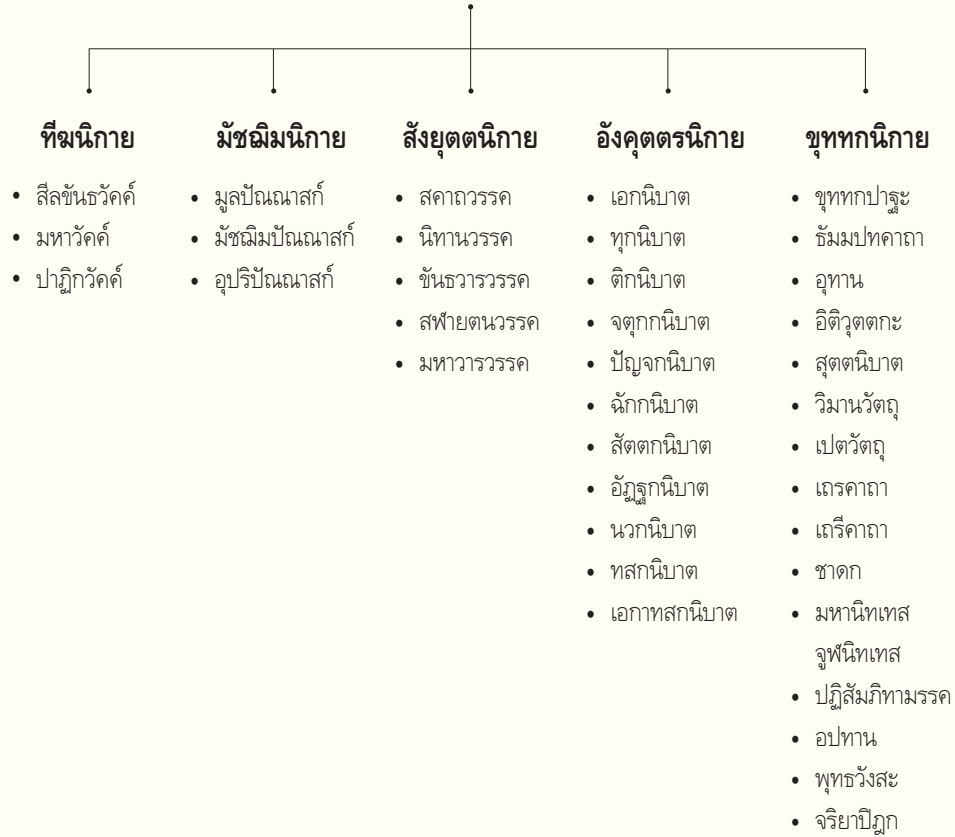 ทีฆนิกาย
• สีลขันธวัคค์
• มหาวัคค์
• ปาฏิกวัคค์
มัชฌิมนิกาย
• มูลปัณณาสก์
• มัชฌิมปัณณาสก์
• อุปริปัณณาสก์
สังยุตตนิกาย
• สคาถวรรค
• นิทานวรรค
• ขันธวารวรรค
• สฬายตนวรรค
• มหาวารวรรค
อังคุตตรนิกาย
• เอกนิบาต
• ทุกนิบาต
• ติกนิบาต
• จตุกกนิบาต
• ปัญจกนิบาต
• ฉักกนิบาต
• สัตตกนิบาต
• อัฏฐกนิบาต
• นวกนิบาต
• ทสกนิบาต
• เอกาทสกนิบาต
ขุททกนิกาย
• ขุททกปาฐะ
• ธัมมปทคาถา
• อุทาน
• อิติวุตตกะ
• สุตตนิบาต
• วิมานวัตถุ
• เปตวัตถุ
• เถรคาถา
• เถรีคาถา
• ชาดก
• มหานิทเทส
จูฬนิทเทส
• ปฏิสัมภิทามรรค
• อปทาน
• พุทธวังสะ
• จริยาปิฎก